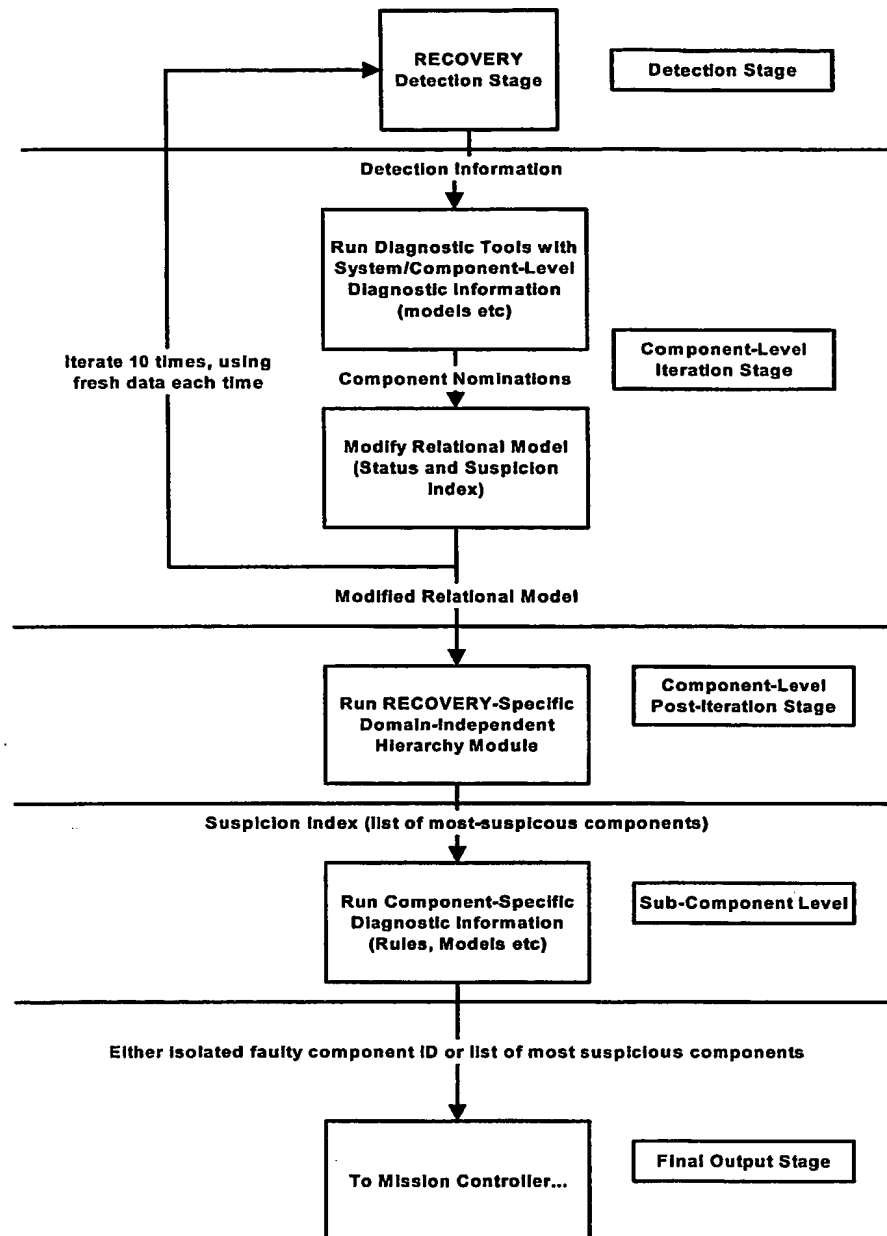 RECOVERY
Detection Stage
Detection Stage
Detection Information
Run Diagnostic Tools with
System/Component-Level
Diagnostic Information
(models etc)
Iterate 10 times, using
fresh data each time
Component-Level
Iteration Stage
Component Nominations
Modify Relational Model
(Status and Suspicion
Index)
Modified Relational Model
Run RECOVERY-Specific
Domain-Independent
Hierarchy Module
Component-Level
Post-Iteration Stage
Suspicion Index (list of most-suspicous components)
Run Component-Specific
Diagnostic Information
(Rules, Models etc)
Sub-Component Level
Either isolated faulty component ID or list of most suspicious components
To Mission Controller...
Final Output Stage